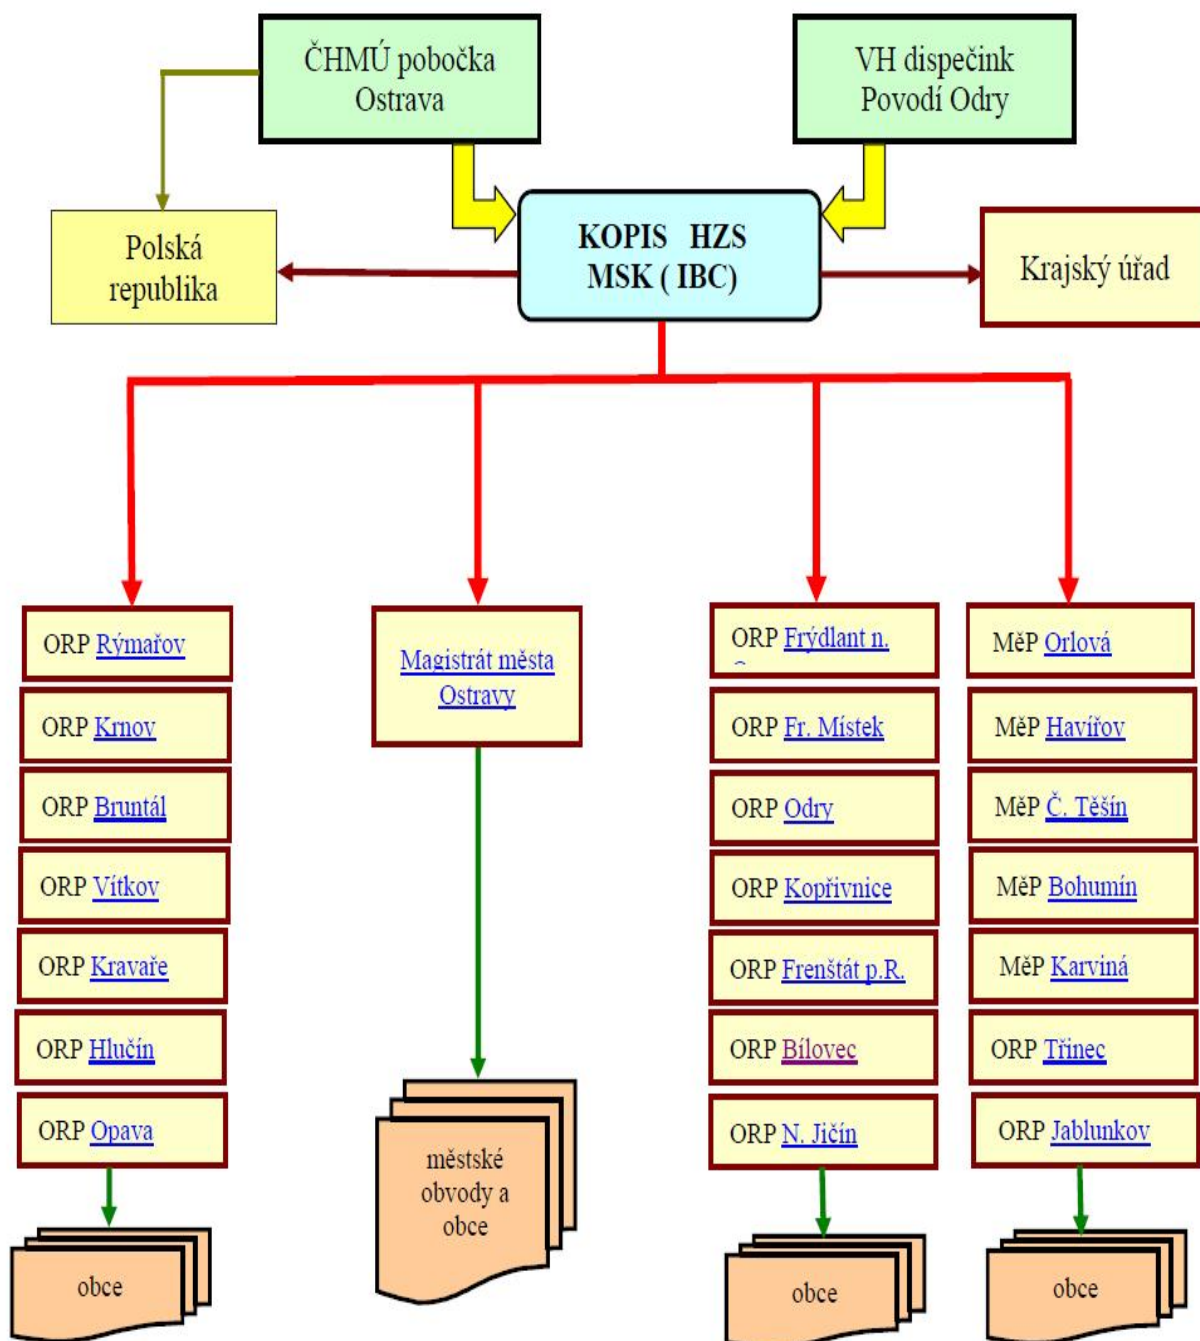 ČHMÚ pobočka
Ostrava
VH dispečink
Povodí Odry
Polská
republika
KOPIS HZS
MSK ( IBC)
Krajský úřad
ORP Rýmařov
ORP Krnov
ORP Bruntál
ORP Vítkov
ORP Kravaře
ORP Hlučín
ORP Opava
obce
Magistrát města
Ostravy
městské
obvody a
obce
ORP Frýdlant n.
ORP Fr. Místek
ORP Odry
ORP Kopřivnice
ORP Frenštát p.R.
ORP Bílovec
ORP N. Jičín
obce
MěP Orlová
MěP Havířov
MěP Č. Těšín
MěP Bohumín
MěP Karviná
ORP Třinec
ORP Jablunkov
obce